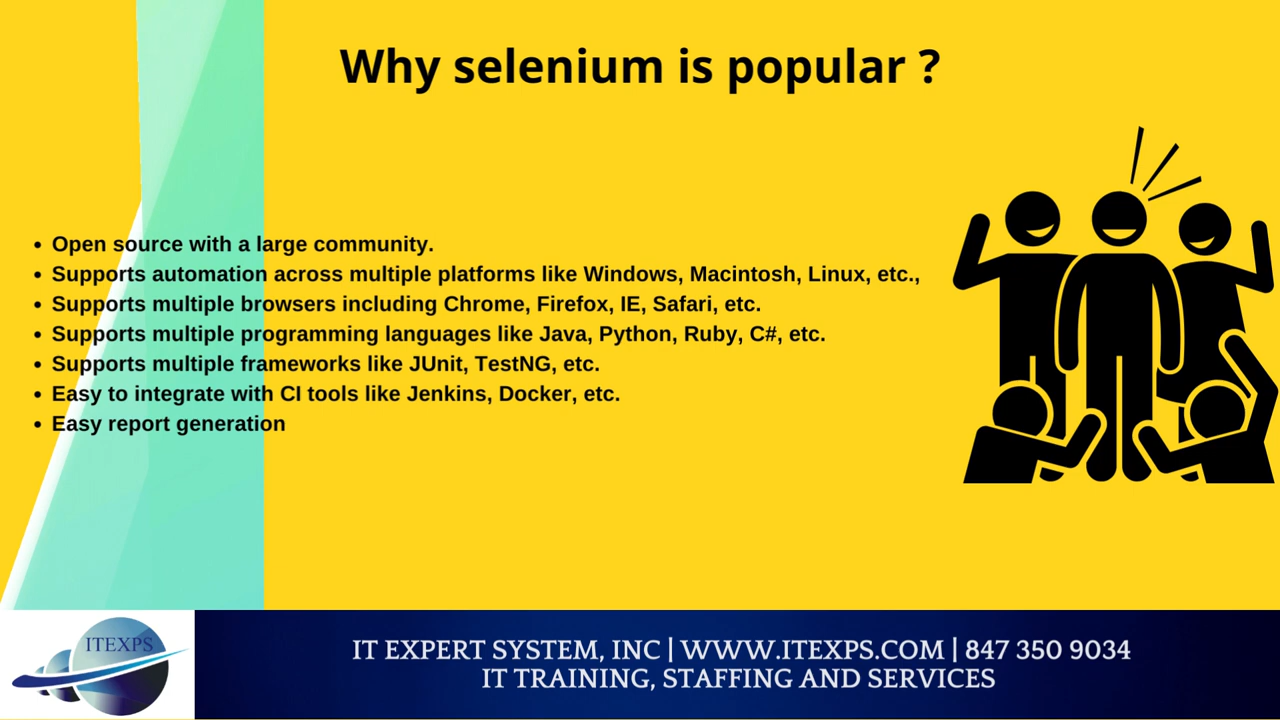 Why selenium is popular ?
• Open source with a large community.
• Supports automation across multiple platforms like Windows, Macintosh, Linux, etc.,
• Supports multiple browsers including Chrome, Firefox, IE, Safari, etc.
• Supports multiple programming languages like Java, Python, Ruby, C#, etc.
• Supports multiple frameworks like JUnit, TestNG, etc.
• Easy to integrate with CI tools like Jenkins, Docker, etc.
• Easy report generation
ITEXPS
IT EXPERT SYSTEM, INC | WWW.ITEXPS.COM | 847 350 9034
IT TRAINING, STAFFING AND SERVICES